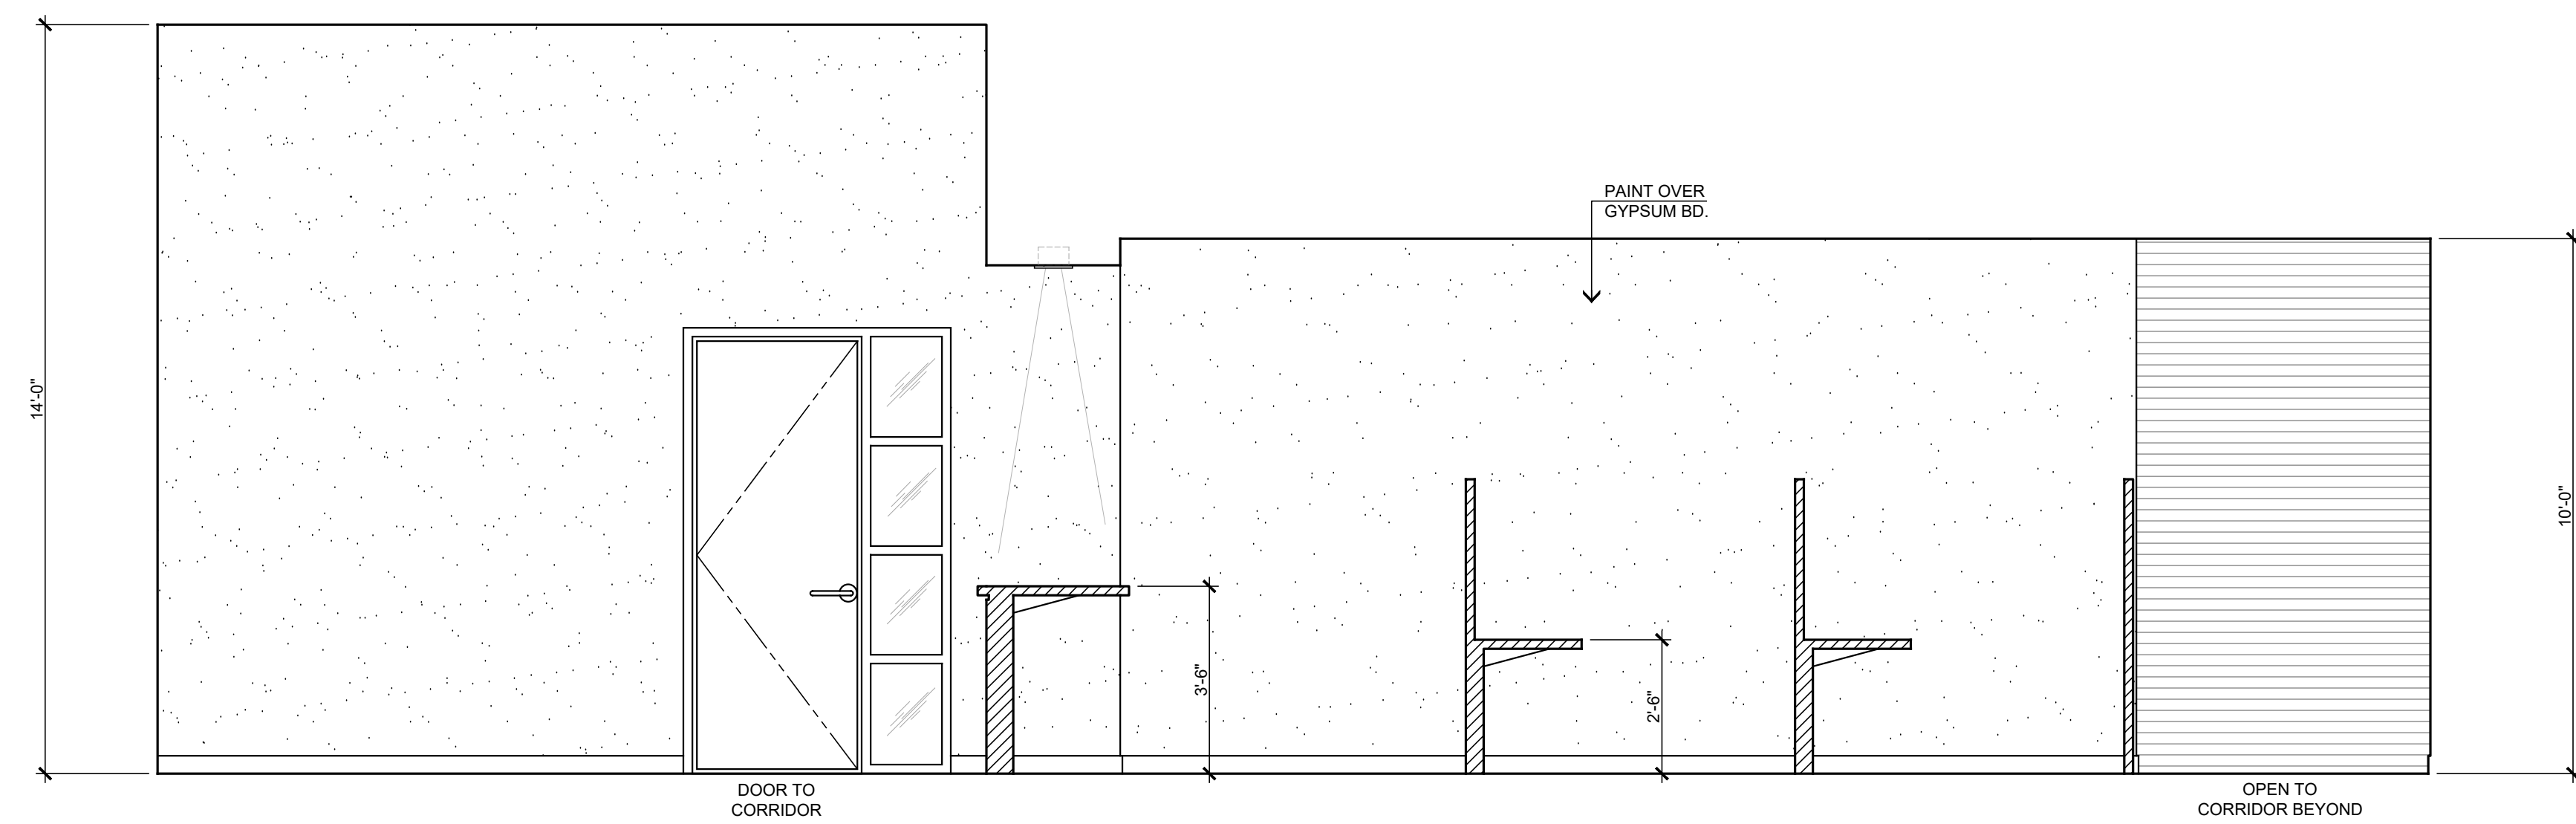 14'-0"
PAINT OVER
GYPSUM BD.
10'-0"
3'-6"
2'-6"
DOOR TO
CORRIDOR
OPEN TO
CORRIDOR BEYOND